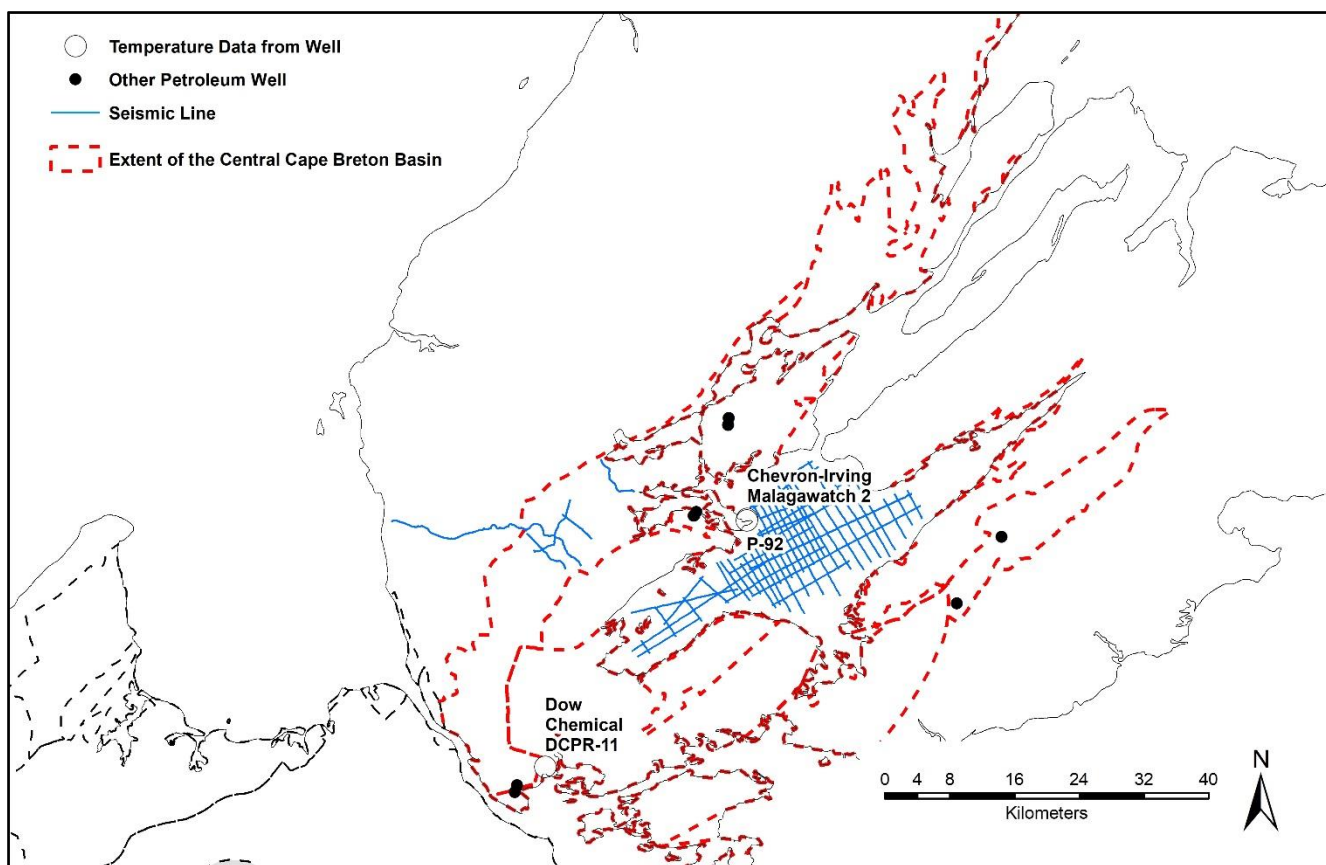 Temperature Data from Well
Other Petroleum Well
Seismic Line
Extent of the Central Cape Breton Basin
Chevron-Irving
Malagawatch 2
P-92
Dow
Chemical
DCPR-11
N
0 4 8 16 24 32 40
Kilometers